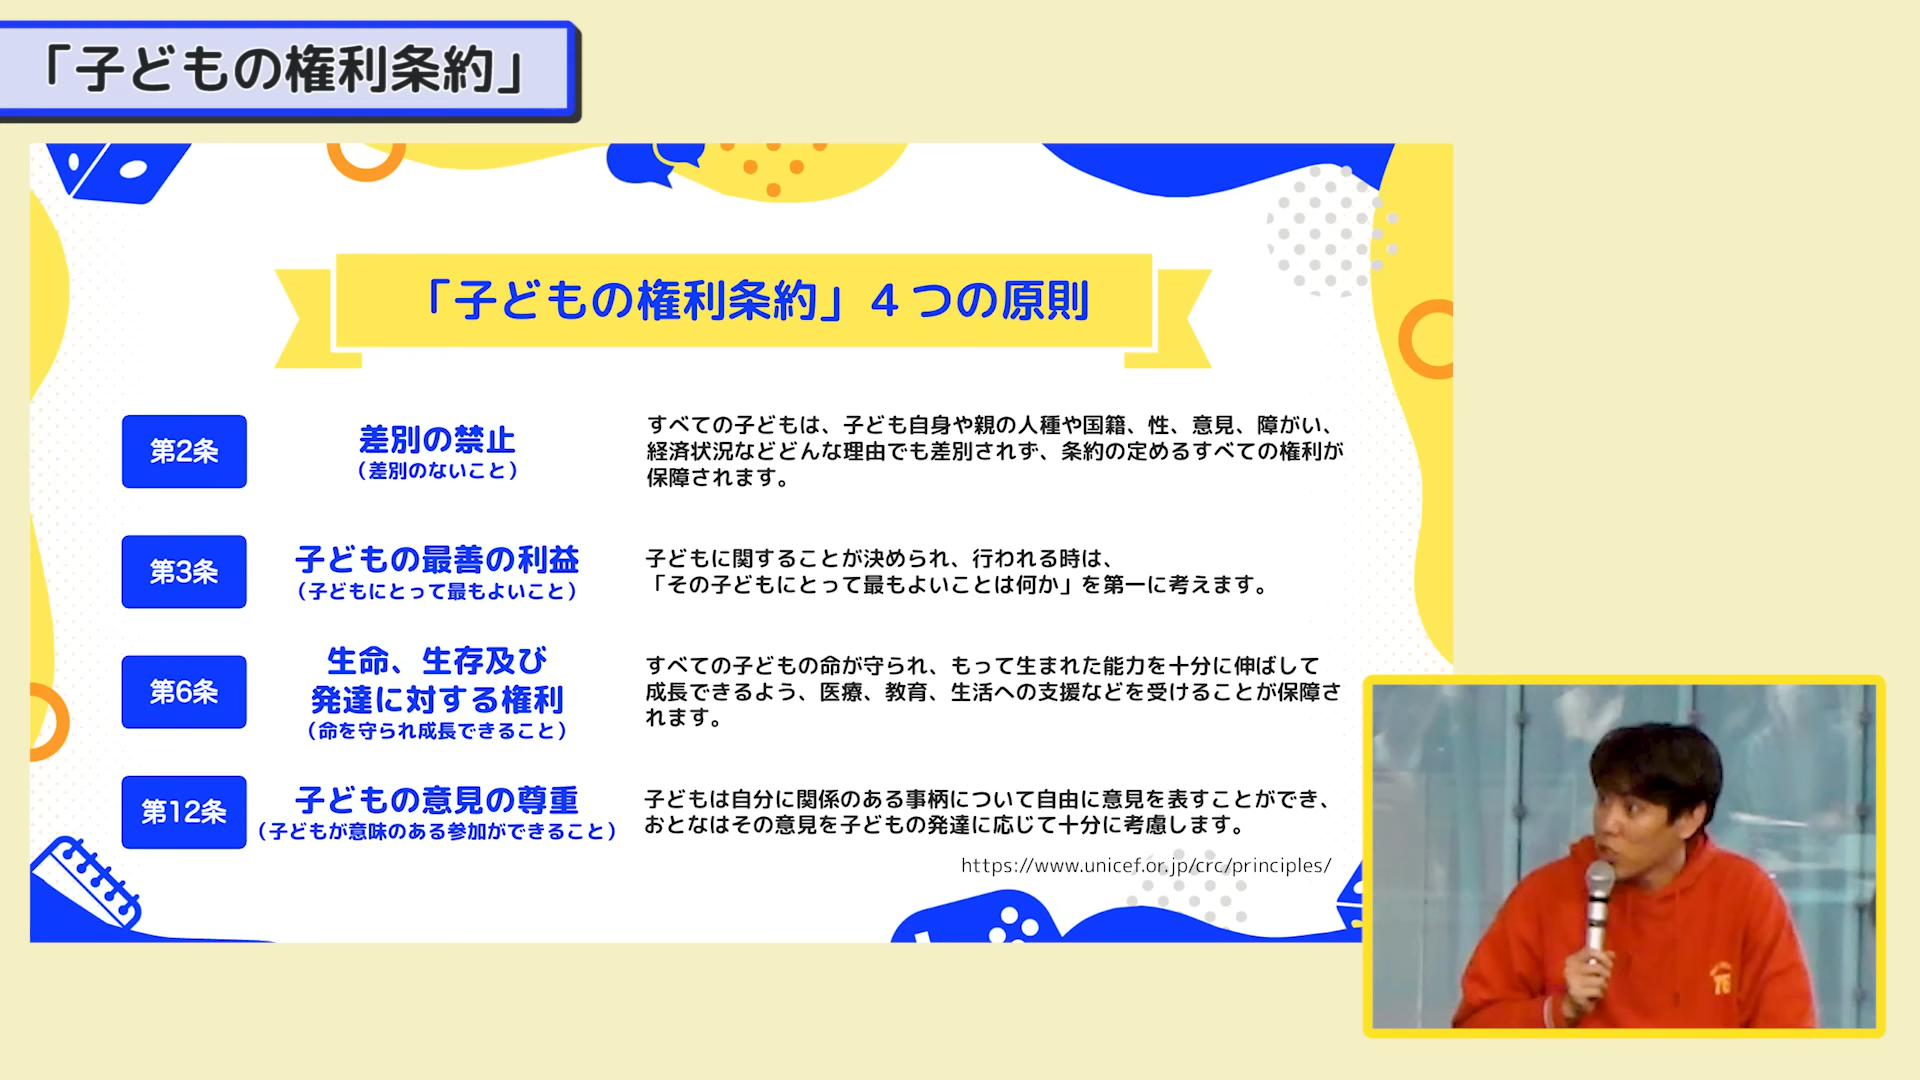 「子どもの権利条約」
「子どもの権利条約」4つの原則
第2条
差別の禁止
（差別のないこと）
すべての子どもは、子ども自身や親の人種や国籍、性、意見、障がい、
経済状況などどんな理由でも差別されず、条約の定めるすべての権利が
保障されます。
第3条
子どもの最善の利益
（子どもにとって最もよいこと）
子どもに関することが決められ、行われる時は、
「その子どもにとって最もよいことは何か」を第一に考えます。
第6条
生命、生存及び
発達に対する権利
（命を守られ成長できること）
すべての子どもの命が守られ、もって生まれた能力を十分に伸ばして
成長できるよう、医療、教育、生活への支援などを受けることが保障さ
れます。
第12条
子どもの意見の尊重
（子どもが意味のある参加ができること）
子どもは自分に関係のある事柄について自由に意見を表すことができ、
おとなはその意見を子どもの発達に応じて十分に考慮します。
https://www.unicef.or.jp/crc/principles/